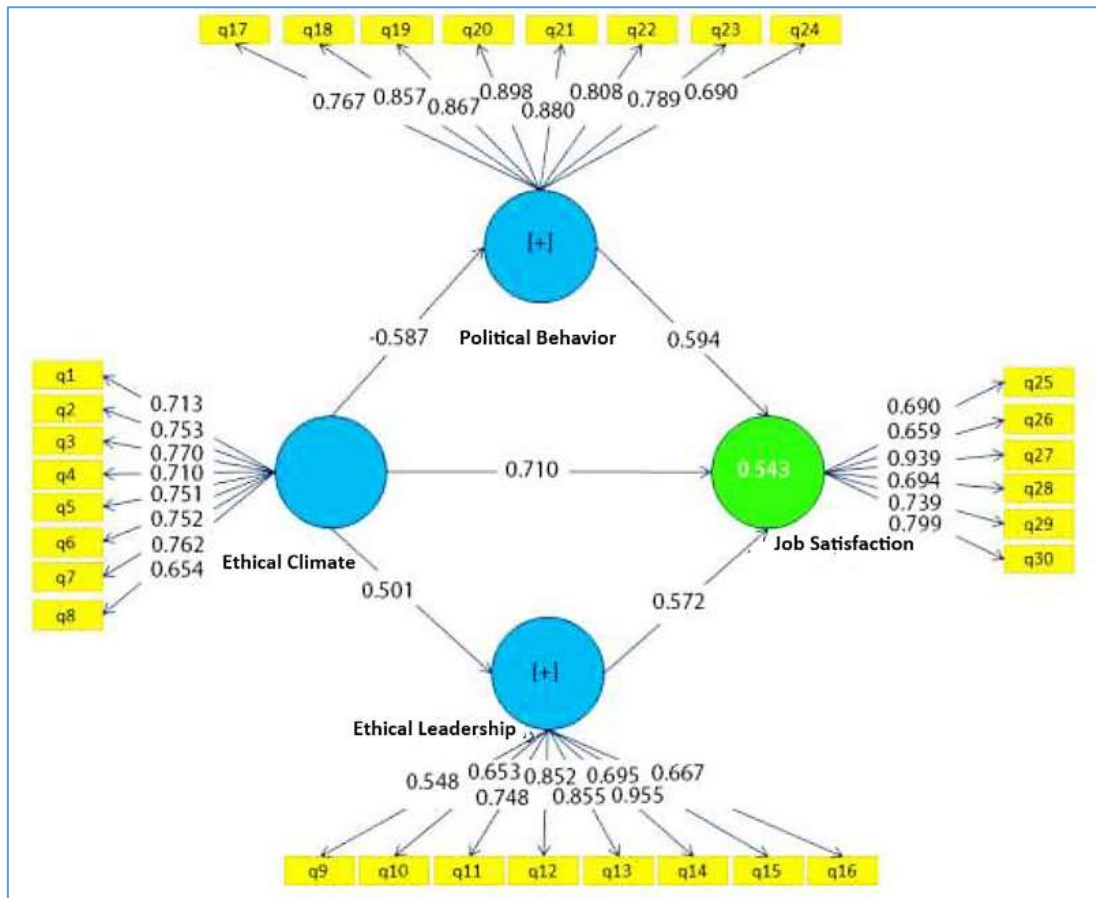 q17 q18 q19 q20 q21 q22 q23 q24
0.767 0.857 0.867 0.898 0.880 0.808 0.789 0.690
[+]
Political Behavior
-0.587
0.594
q1
q2
q3
q4
q5
q6
q7
q8
0.713
0.753
0.770
0.710
0.751
0.752
0.762
0.654
Ethical Climate
0.710
0.543
Job Satisfaction
0.690
0.659
0.939
0.694
0.739
0.799
q25
q26
q27
q28
q29
q30
0.501
0.572
[+]
Ethical Leadership
0.548 0.653 0.748 0.852 0.855 0.695 0.955 0.667
q9 q10 q11 q12 q13 q14 q15 q16